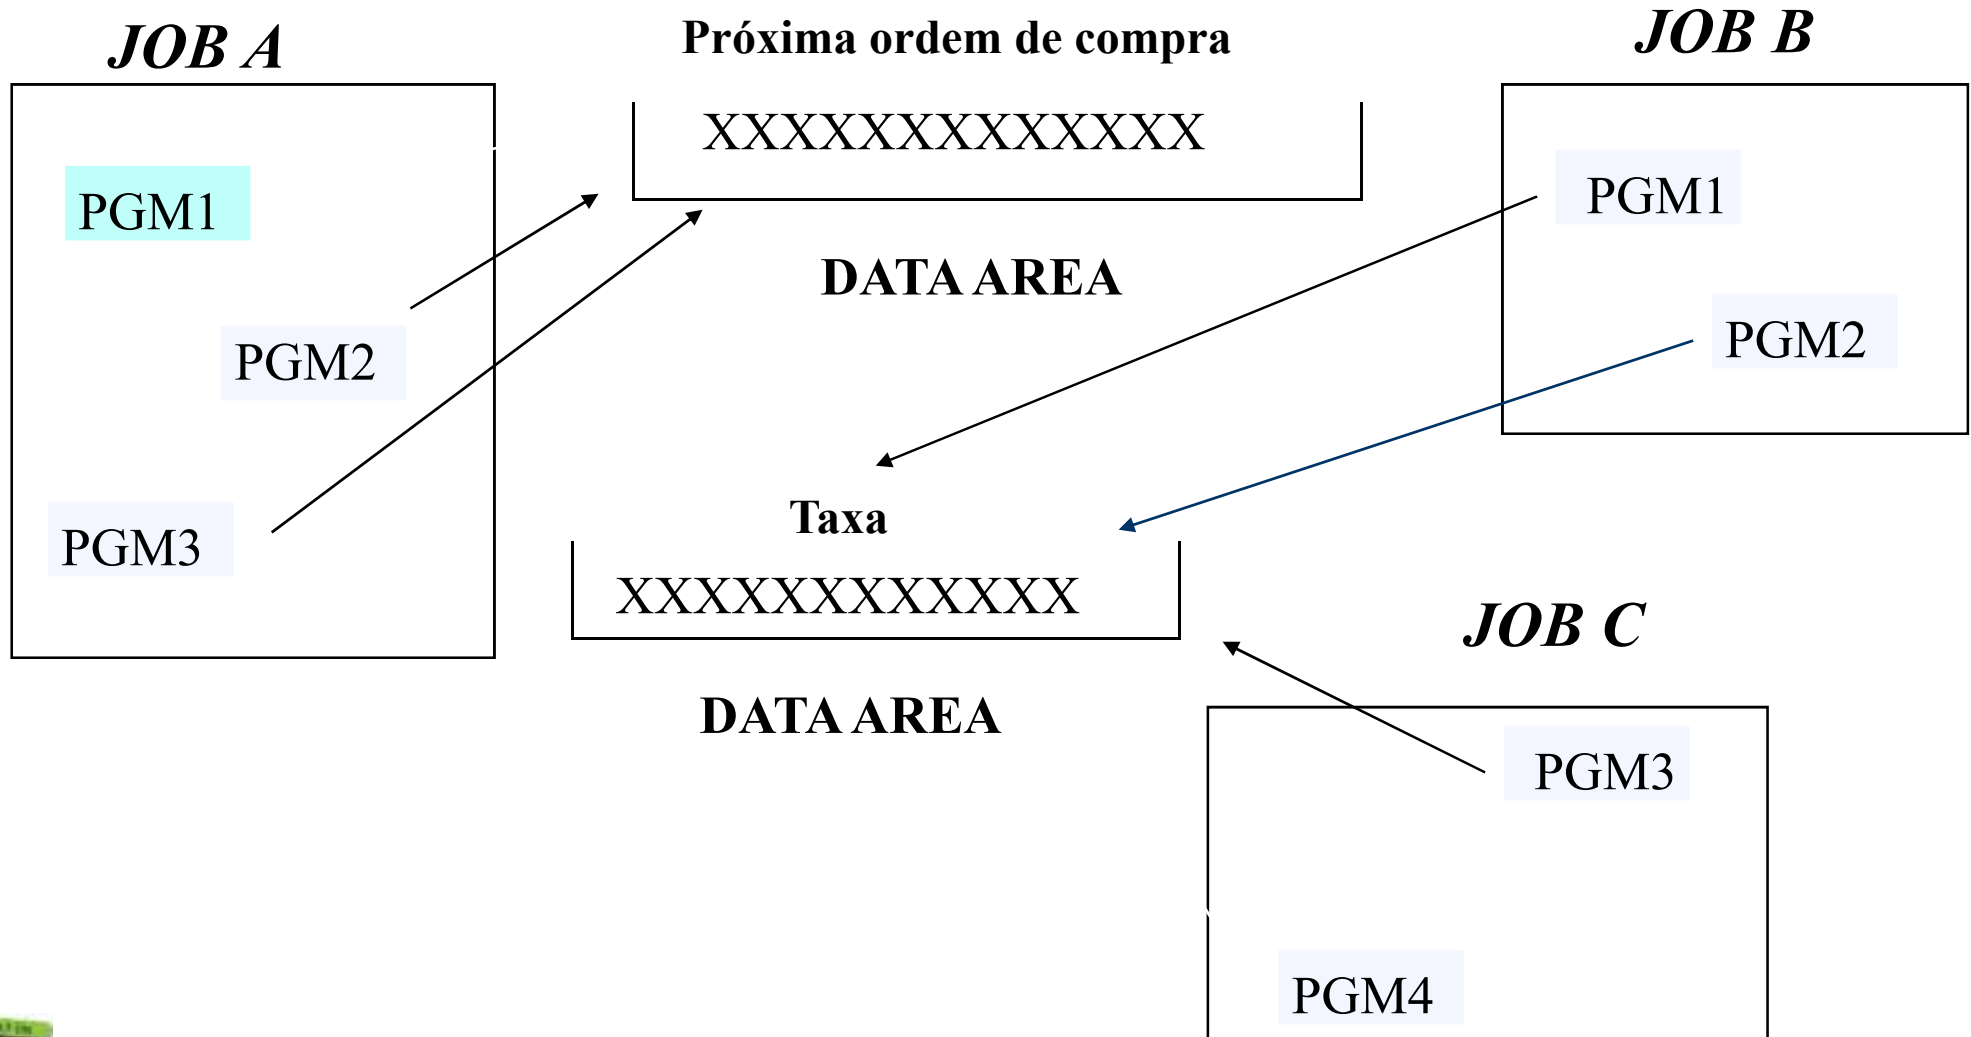 JOB A
Próxima ordem de compra
JOB B
XXXXXXXXXXXXX
PGM1
PGM1
DATA AREA
PGM2
PGM2
Taxa
PGM3
XXXXXXXXXXXX
JOB C
DATA AREA
PGM3
PGM4